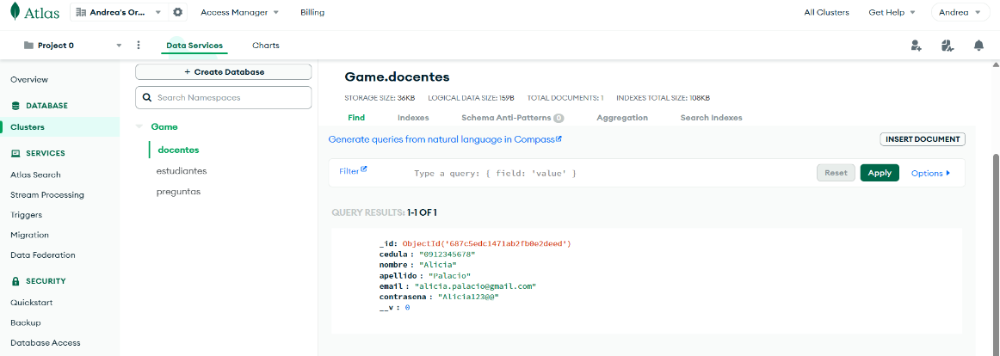 Atlas
Andrea's Or...
Access Manager
Billing
All Clusters
Get Help
Andrea
Project 0
Data Services
Charts
Overview
DATABASE
Clusters
SERVICES
Atlas Search
Stream Processing
Triggers
Migration
Data Federation
SECURITY
Quickstart
Backup
Database Access
+ Create Database
Search Namespaces
Game
docentes
estudiantes
preguntas
Game.docentes
STORAGE SIZE: 36KB LOGICAL DATA SIZE: 159B TOTAL DOCUMENTS: 1 INDEXES TOTAL SIZE: 108KB
Find Indexes Schema Anti-Patterns 0 Aggregation Search Indexes
Generate queries from natural language in Compass
INSERT DOCUMENT
Filter
Type a query: { field: 'value' }
Reset
Apply
Options
QUERY RESULTS: 1-1 OF 1
_id: ObjectId('687c5edc1471ab2fb0e2deed')
cedula : "0912345678"
nombre : "Alicia"
apellido : "Palacio"
email : "alicia.palacio@gmail.com"
contrasena : "Alicia123@@"
__v : 0